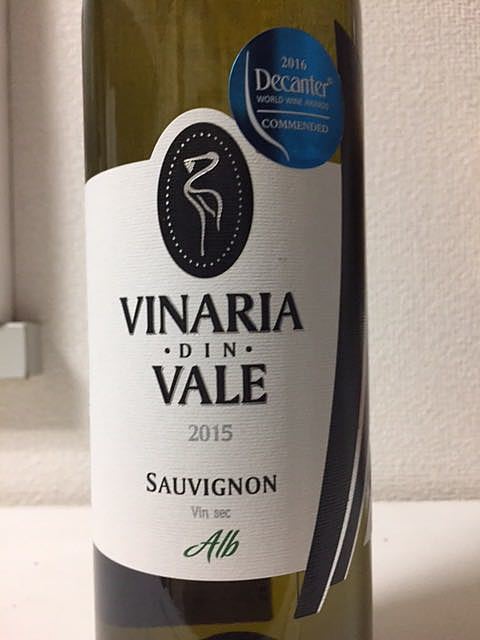 2016
Decanter
WORLD WINE AWARDS
COMMENDED
VINARIA
• DIN •
VALE
2015
SAUVIGNON
Vin sec
Alb